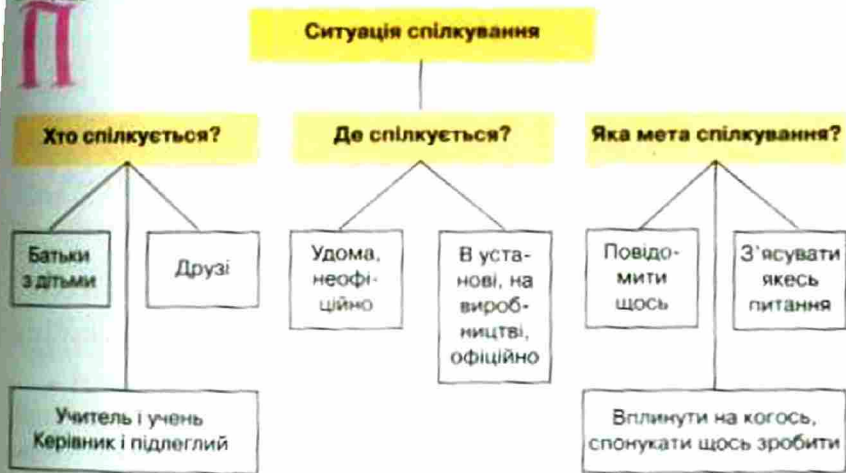 П
Ситуація спілкування
Хто спілкується?
Де спілкується?
Яка мета спілкування?
Батьки
з дітьми
Друзі
Удома,
неофі-
ційно
В уста-
нові, на
вироб-
ництві,
офіційно
Повідо-
мити
щось
З'ясувати
якесь
питання
Учитель і учень
Керівник і підлеглий
Вплинути на когось,
спонукати щось зробити